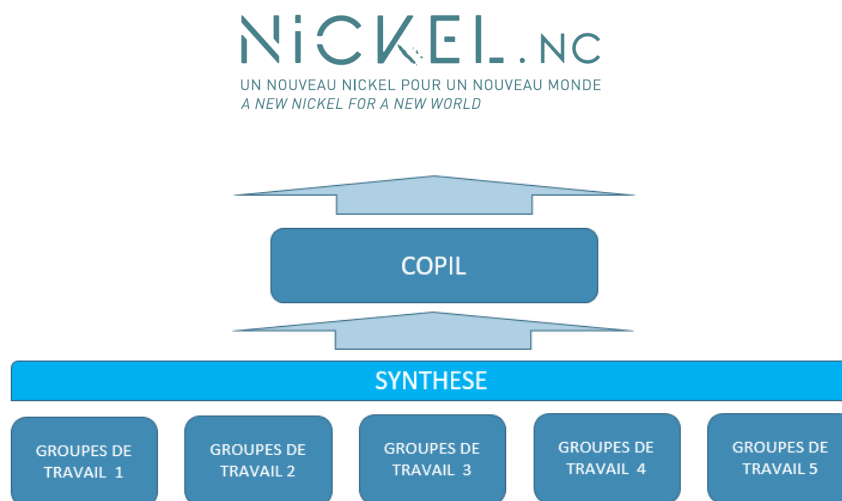 NiCKEL.NC
UN NOUVEAU NICKEL POUR UN NOUVEAU MONDE
A NEW NICKEL FOR A NEW WORLD
COPIL
SYNTHESE
GROUPES DE
TRAVAIL 1
GROUPES DE
TRAVAIL 2
GROUPES DE
TRAVAIL 3
GROUPES DE
TRAVAIL 4
GROUPES DE
TRAVAIL 5